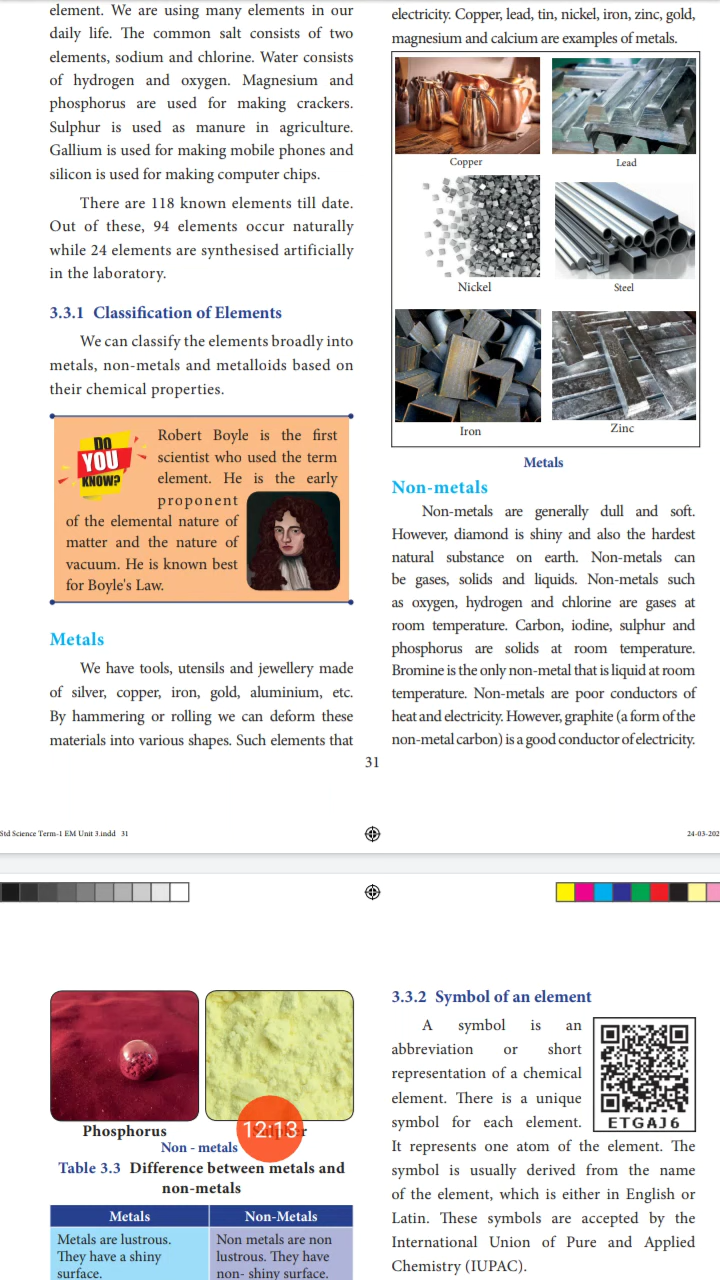 element. We are using many elements in our
daily life. The common salt consists of two
elements, sodium and chlorine. Water consists
of hydrogen and oxygen. Magnesium and
phosphorus are used for making crackers.
Sulphur is used as manure in agriculture.
Gallium is used for making mobile phones and
silicon is used for making computer chips.
There are 118 known elements till date.
Out of these, 94 elements occur naturally
while 24 elements are synthesised artificially
in the laboratory.
3.3.1 Classification of Elements
We can classify the elements broadly into
metals, non-metals and metalloids based on
their chemical properties.
DO
YOU
KNOW?
Robert Boyle is the first
scientist who used the term
element. He is the early
proponent
of the elemental nature of
matter and the nature of
vacuum. He is known best
for Boyle's Law.
Metals
We have tools, utensils and jewellery made
of silver, copper, iron, gold, aluminium, etc.
By hammering or rolling we can deform these
materials into various shapes. Such elements that
electricity. Copper, lead, tin, nickel, iron, zinc, gold,
magnesium and calcium are examples of metals.
Copper
Lead
Nickel
Steel
Iron
Zinc
Metals
Non-metals
Non-metals are generally dull and soft.
However, diamond is shiny and also the hardest
natural substance on earth. Non-metals can
be gases, solids and liquids. Non-metals such
as oxygen, hydrogen and chlorine are gases at
room temperature. Carbon, iodine, sulphur and
phosphorus are solids at room temperature.
Bromine is the only non-metal that is liquid at room
temperature. Non-metals are poor conductors of
heat and electricity. However, graphite (a form of the
non-metal carbon) is a good conductor of electricity.
31
Std Science Term-1 EM Unit 3.indd 31
24-03-202
Phosphorus
12:13
Non - metals
Table 3.3 Difference between metals and
non-metals
Metals
Non-Metals
Metals are lustrous.
They have a shiny
surface.
Non metals are non
lustrous. They have
non- shiny surface.
3.3.2 Symbol of an element
A symbol is an
abbreviation or short
representation of a chemical
element. There is a unique
symbol for each element.
ETGAJ6
It represents one atom of the element. The
symbol is usually derived from the name
of the element, which is either in English or
Latin. These symbols are accepted by the
International Union of Pure and Applied
Chemistry (IUPAC).